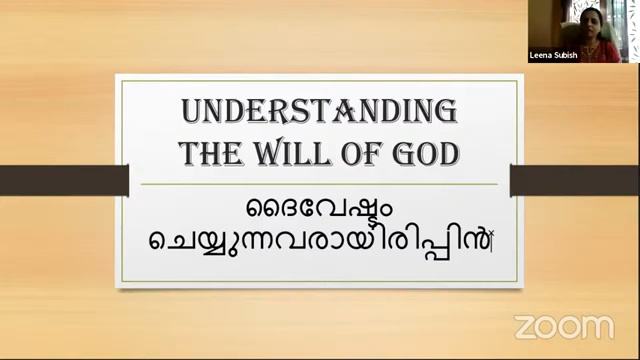 Leena Subish
UNDERSTANDING
THE WILL OF GOD
ദൈവേഷ്ടം
ചെയ്യുന്നവരായിരിപ്പിൻ
zoom